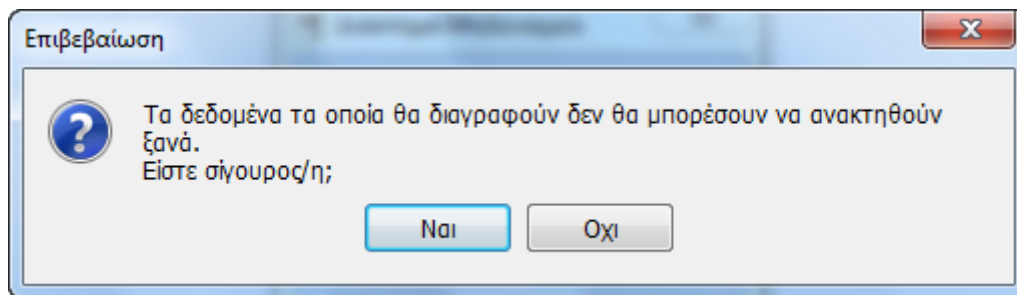 Επιβεβαίωση
Τα δεδομένα τα οποία θα διαγραφούν δεν θα μπορέσουν να ανακτηθούν
ξανά.
Είστε σίγουρος/η;
Ναι
Οχι